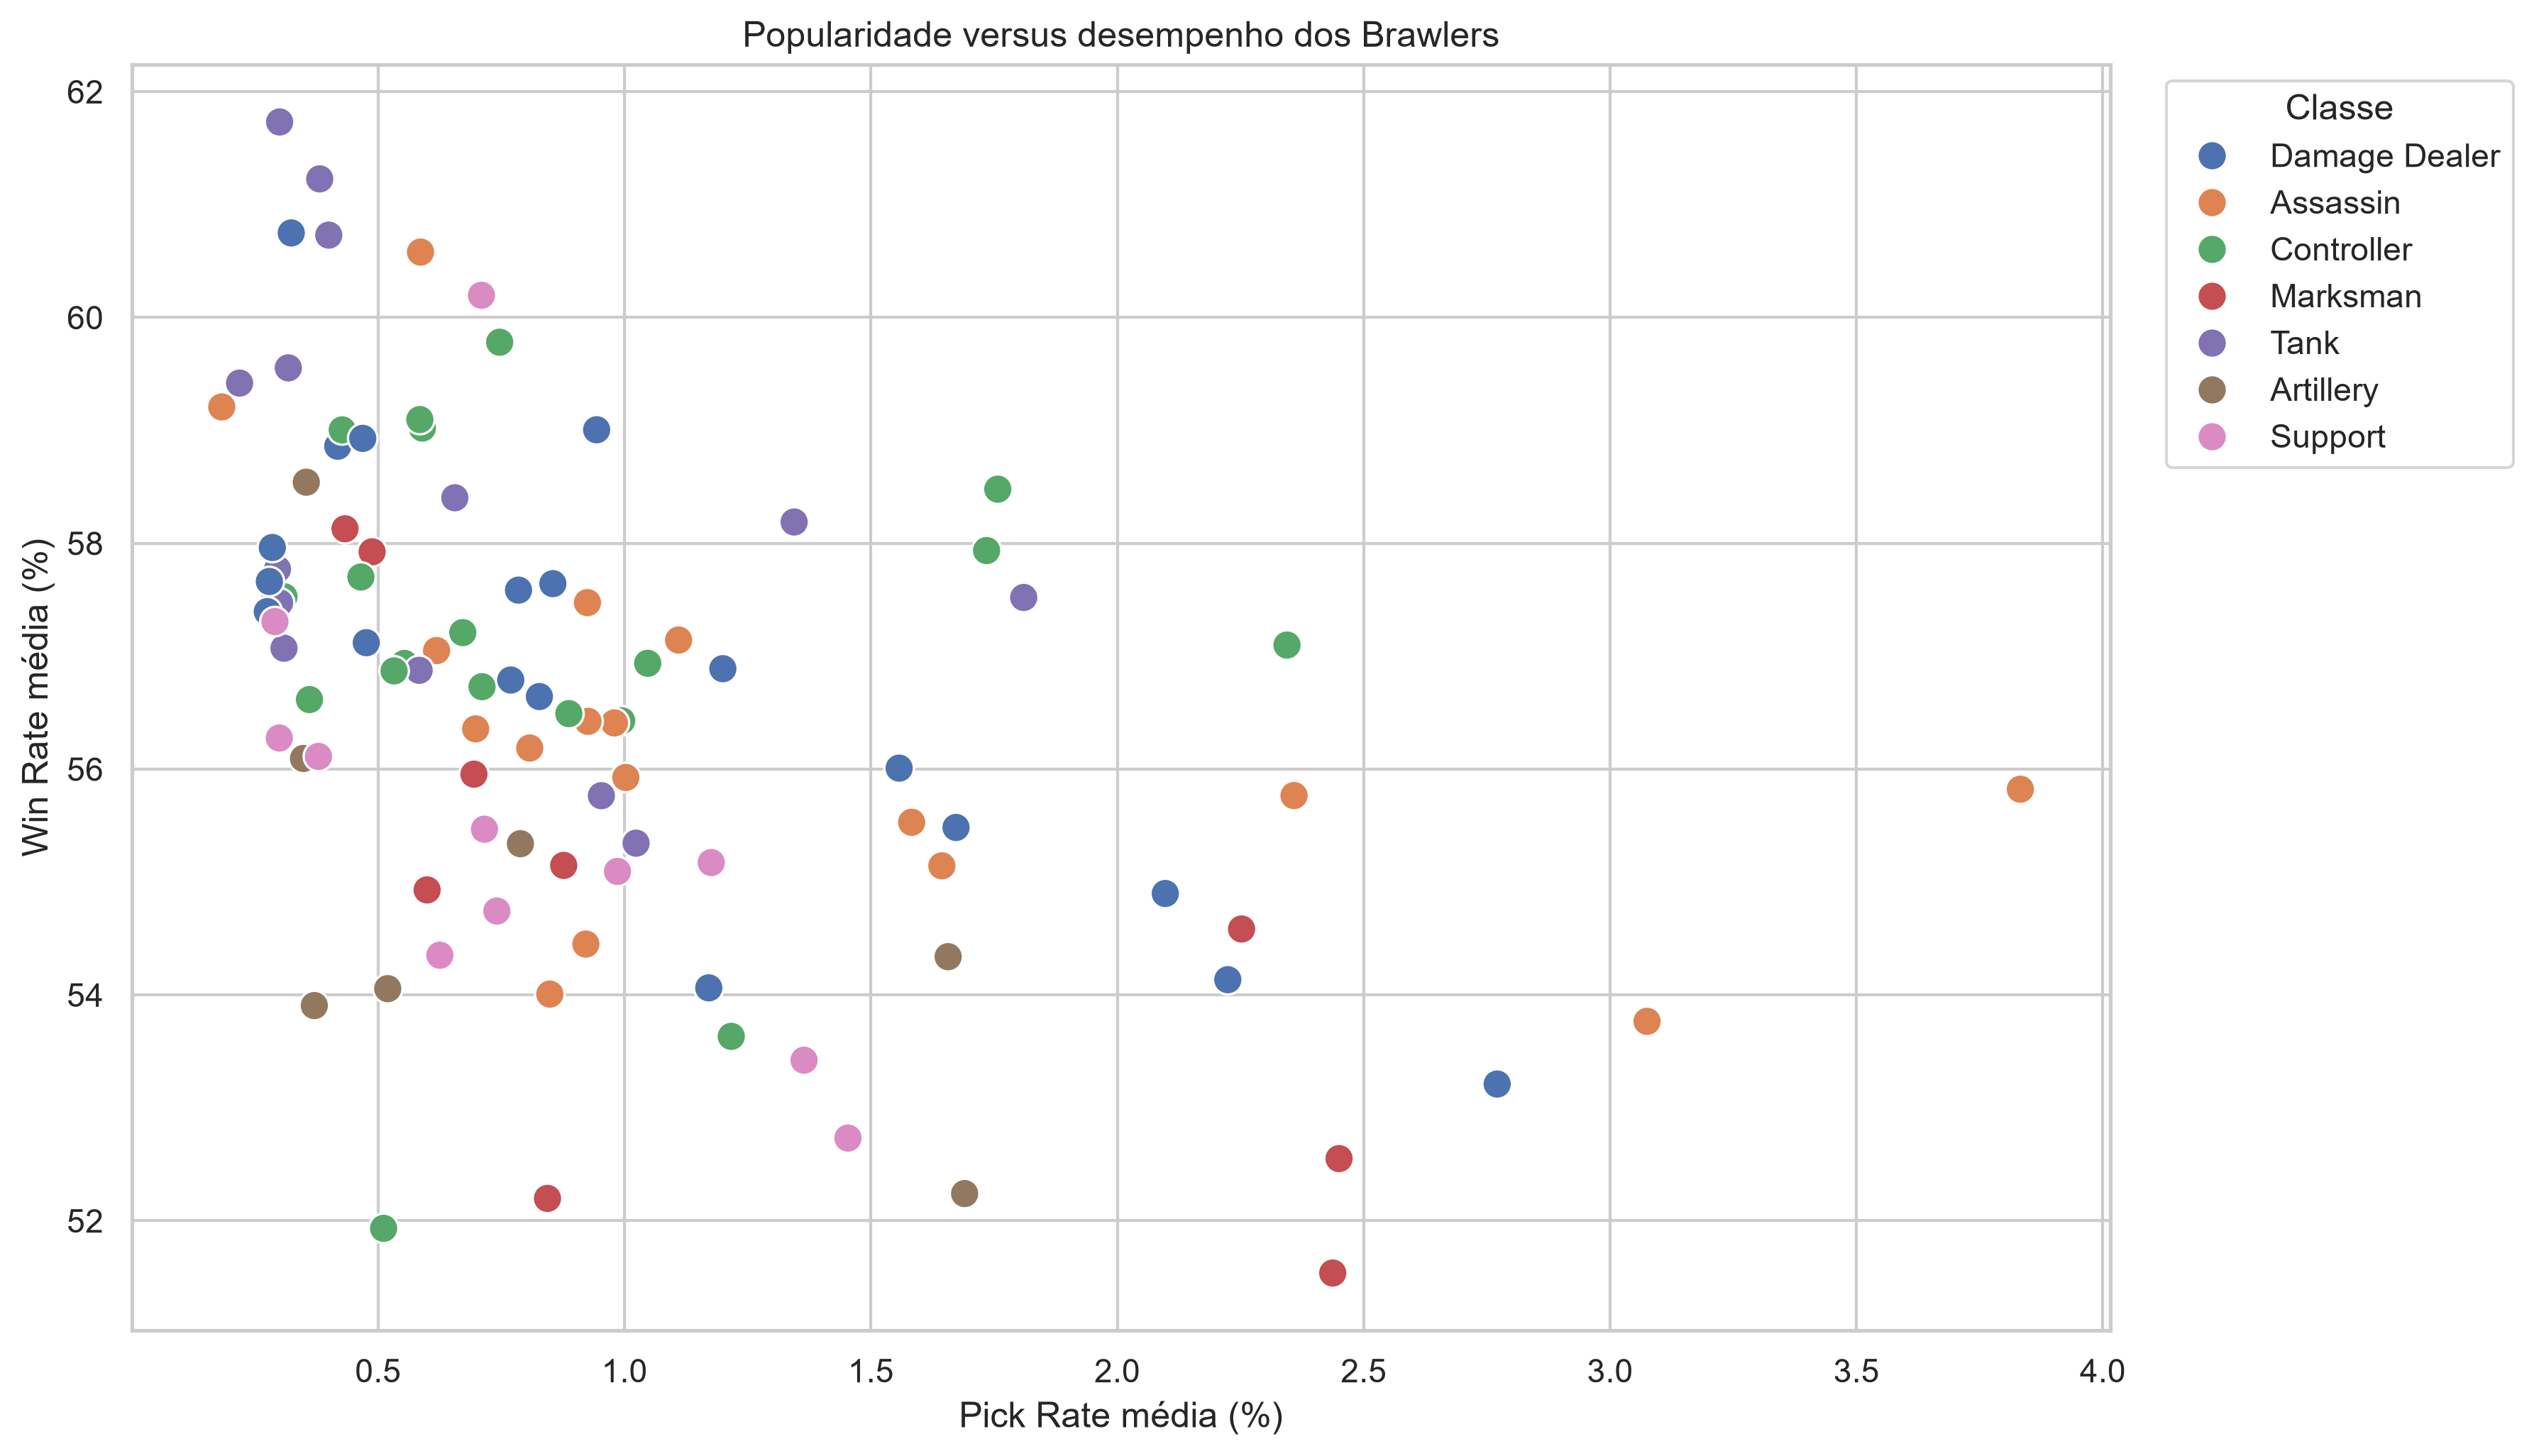 Popularidade versus desempenho dos Brawlers
Classe
Damage Dealer
Assassin
Controller
Marksman
Tank
Artillery
Support
Win Rate média (%)
62
60
58
56
54
52
0.5 1.0 1.5 2.0 2.5 3.0 3.5 4.0
Pick Rate média (%)